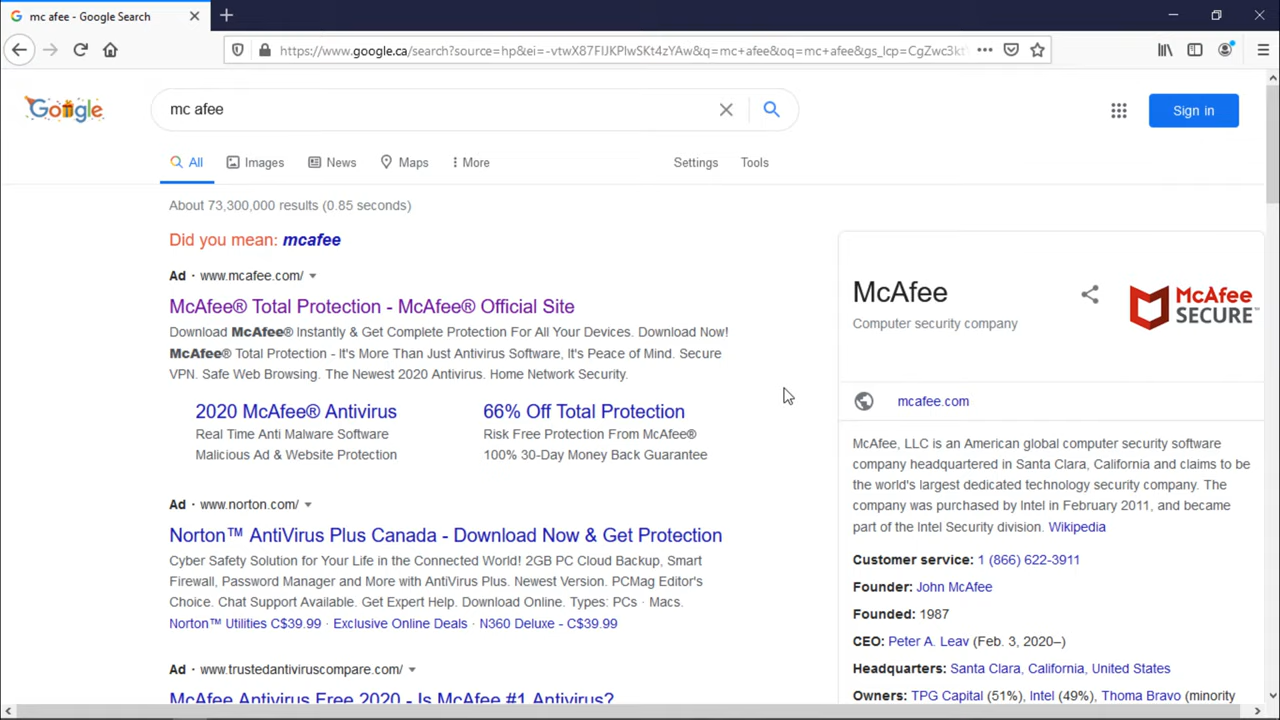 mc afee - Google Search
https://www.google.ca/search?source=hp&ei=-vtwX87FIJKPlwSKt4zYAw&q=mc+afee&oq=mc+afee&gs_lcp=CgZwc3kt
Google
mc afee
Sign in
All Images News Maps More Settings Tools
About 73,300,000 results (0.85 seconds)
Did you mean: mcafee
Ad · www.mcafee.com/
McAfee® Total Protection - McAfee® Official Site
Download McAfee® Instantly & Get Complete Protection For All Your Devices. Download Now!
McAfee® Total Protection - It's More Than Just Antivirus Software, It's Peace of Mind. Secure
VPN. Safe Web Browsing. The Newest 2020 Antivirus. Home Network Security.
2020 McAfee® Antivirus
Real Time Anti Malware Software
Malicious Ad & Website Protection
66% Off Total Protection
Risk Free Protection From McAfee®
100% 30-Day Money Back Guarantee
Ad · www.norton.com/
Norton™ AntiVirus Plus Canada - Download Now & Get Protection
Cyber Safety Solution for Your Life in the Connected World! 2GB PC Cloud Backup, Smart
Firewall, Password Manager and More with AntiVirus Plus. Newest Version. PCMag Editor's
Choice. Chat Support Available. Get Expert Help. Download Online. Types: PCs · Macs.
Norton™ Utilities C$39.99 · Exclusive Online Deals · N360 Deluxe - C$39.99
Ad · www.trustedantiviruscompare.com/
McAfee Antivirus Free 2020 - Is McAfee #1 Antivirus?
McAfee
Computer security company
McAfee
SECURE™
mcafee.com
McAfee, LLC is an American global computer security software
company headquartered in Santa Clara, California and claims to be
the world's largest dedicated technology security company. The
company was purchased by Intel in February 2011, and became
part of the Intel Security division. Wikipedia
Customer service: 1 (866) 622-3911
Founder: John McAfee
Founded: 1987
CEO: Peter A. Leav (Feb. 3, 2020–)
Headquarters: Santa Clara, California, United States
Owners: TPG Capital (51%), Intel (49%), Thoma Bravo (minority